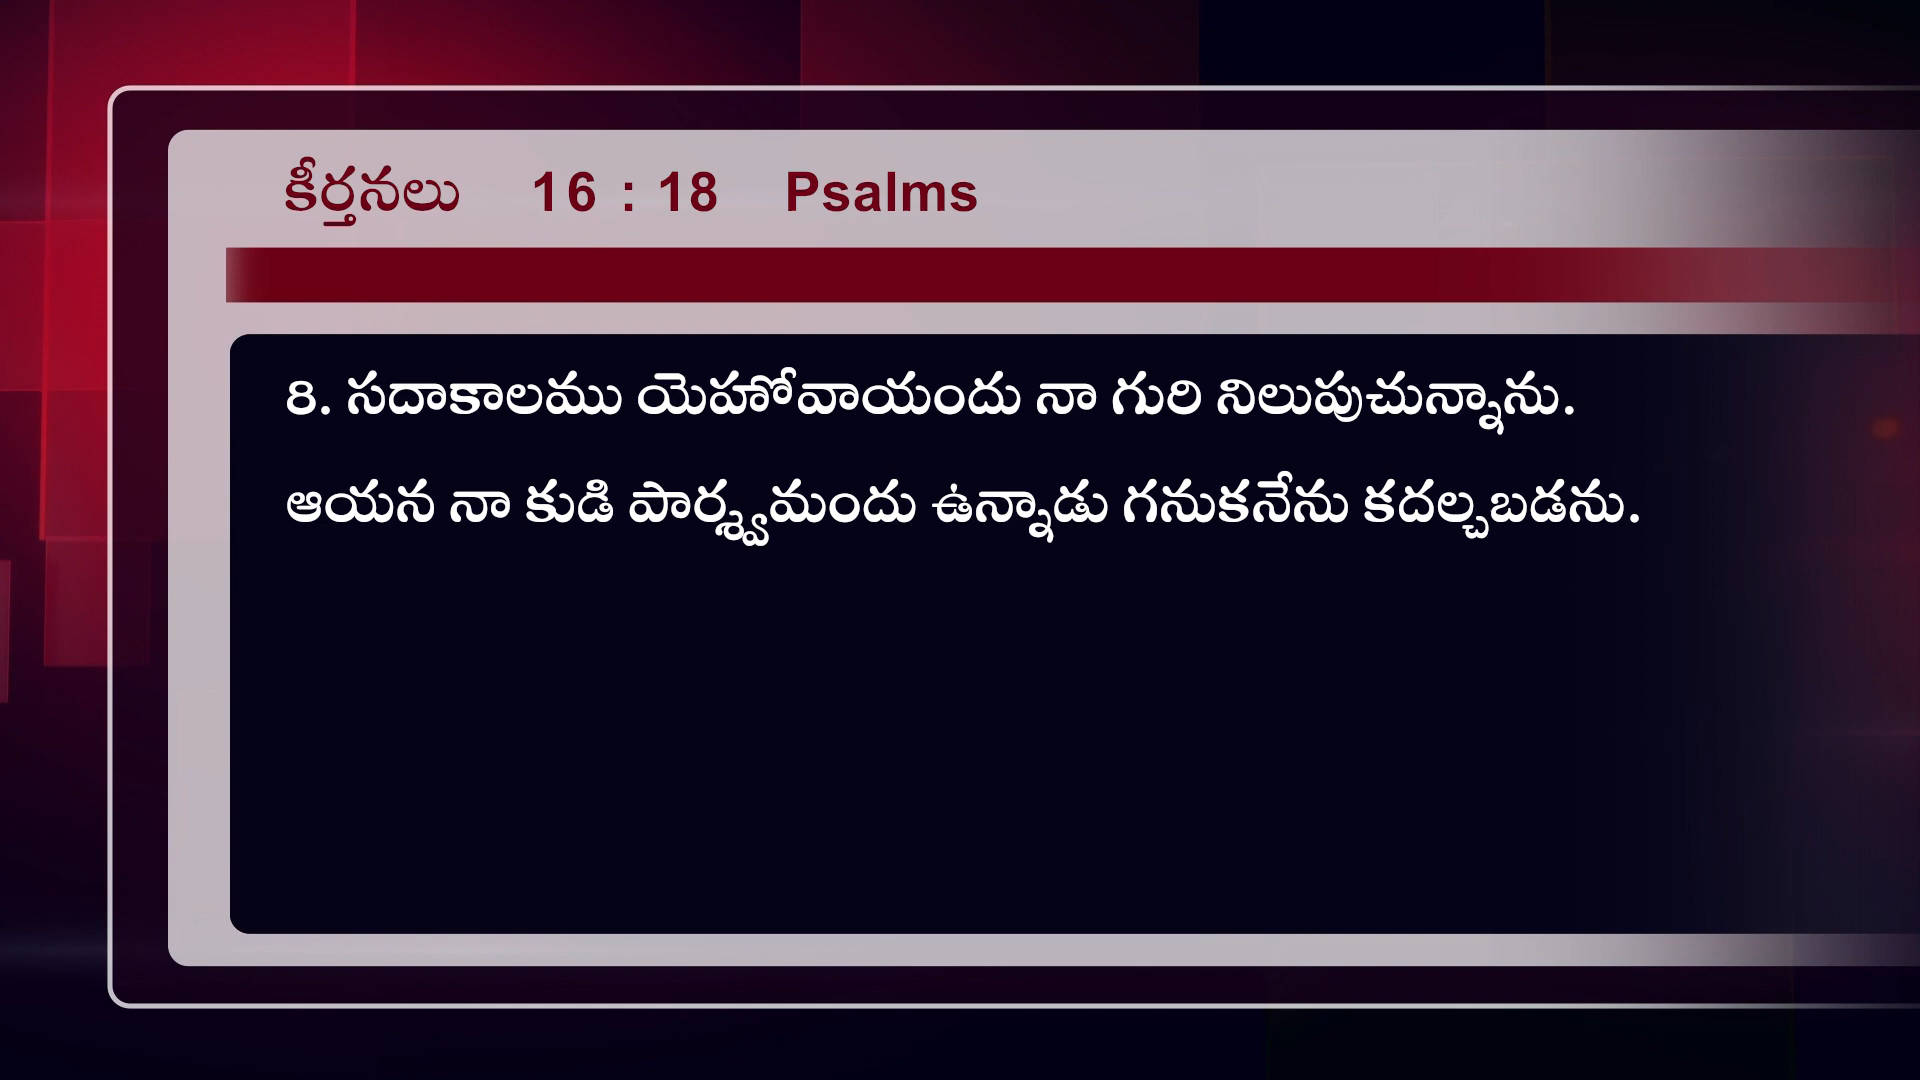 కీర్తనలు 16 : 18 Psalms
8. సదాకాలము యెహోవాయందు నా గురి నిలుపుచున్నాను.
ఆయన నా కుడి పార్శ్వమందు ఉన్నాడు గనుకనేను కదల్చబడను.